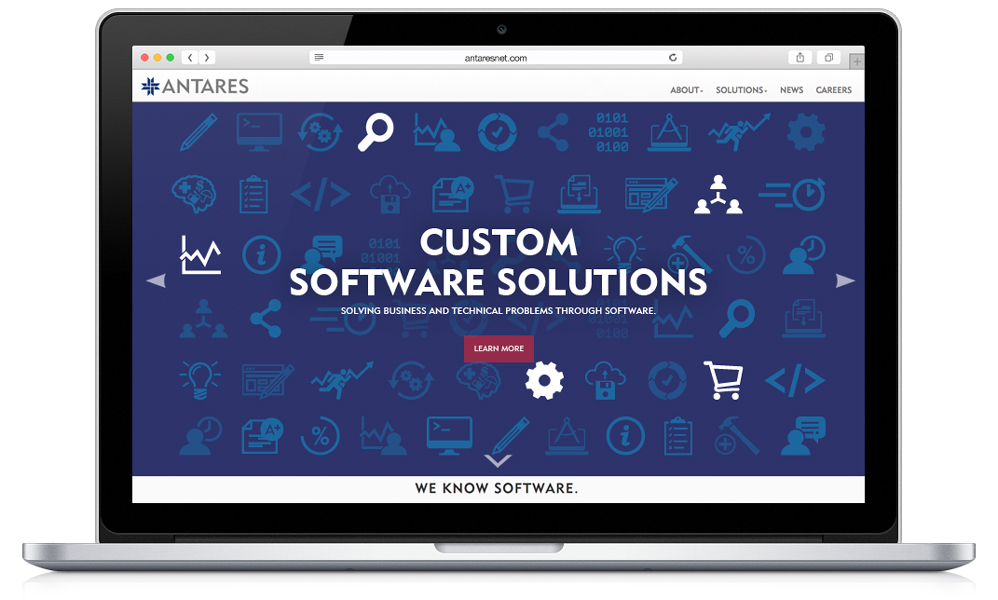 antaresnet.com
ANTARES
ABOUT SOLUTIONS NEWS CAREERS
0101
01001
0100
A+
0101
01001
CUSTOM
SOFTWARE SOLUTIONS
SOLVING BUSINESS AND TECHNICAL PROBLEMS THROUGH SOFTWARE.
LEARN MORE
A+
WE KNOW SOFTWARE.